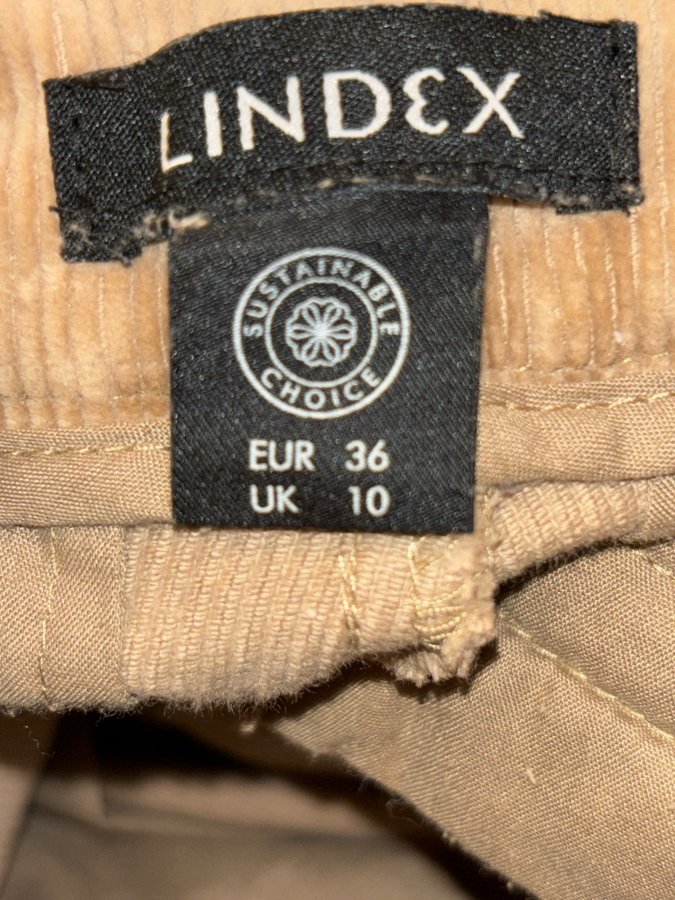 LINDEX
SUSTAINABLE
CHOICE
EUR 36
UK 10